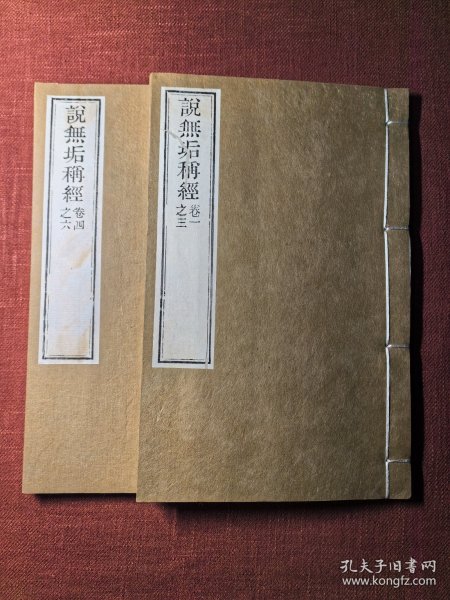 說無垢稱經
卷一
之三
說無垢稱經
卷四
之六
孔夫子旧书网
www.kongfz.com